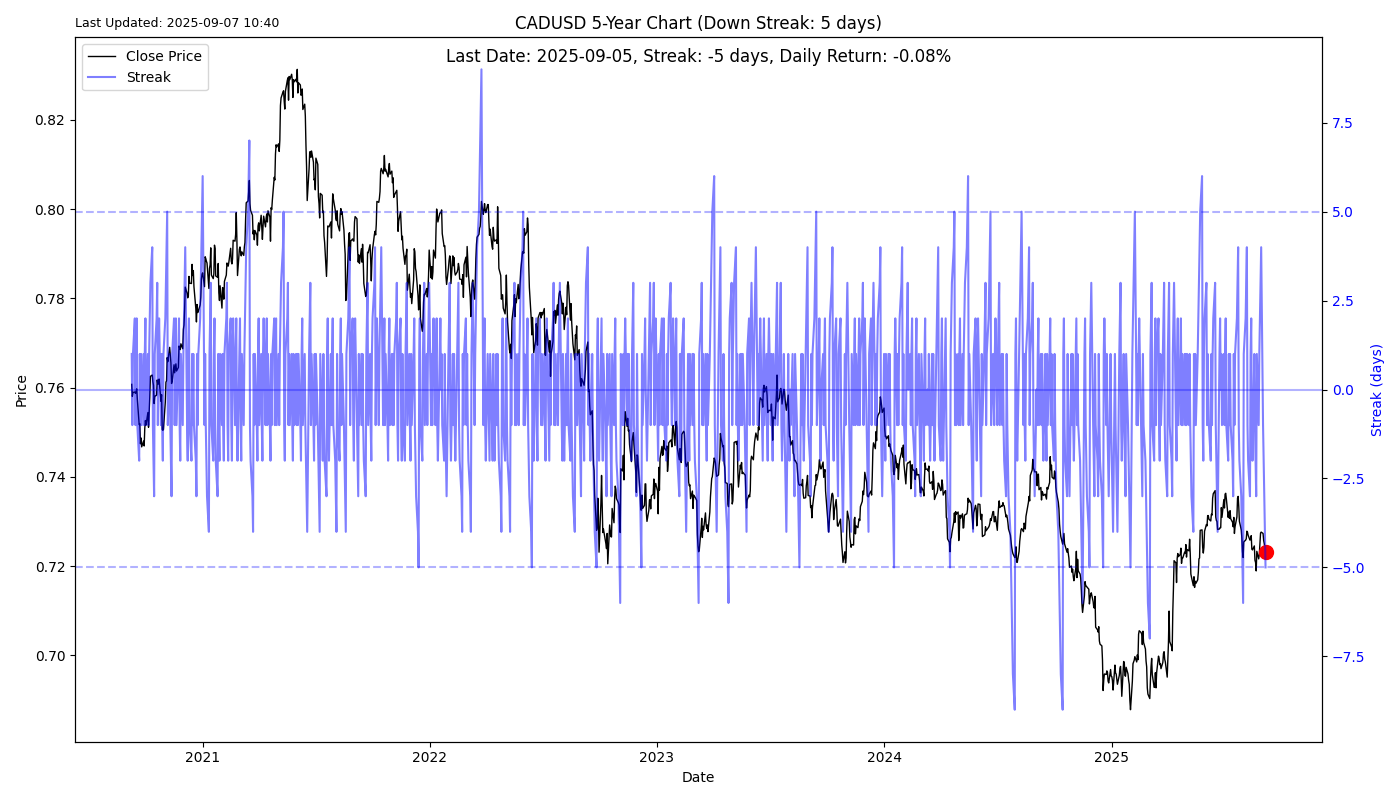 Last Updated: 2025-09-07 10:40
CADUSD 5-Year Chart (Down Streak: 5 days)
Last Date: 2025-09-05, Streak: -5 days, Daily Return: -0.08%
Close Price
Streak
Price
0.82
0.80
0.78
0.76
0.74
0.72
0.70
7.5
5.0
2.5
0.0
−2.5
−5.0
−7.5
Streak (days)
2021
2022
2023
2024
2025
Date